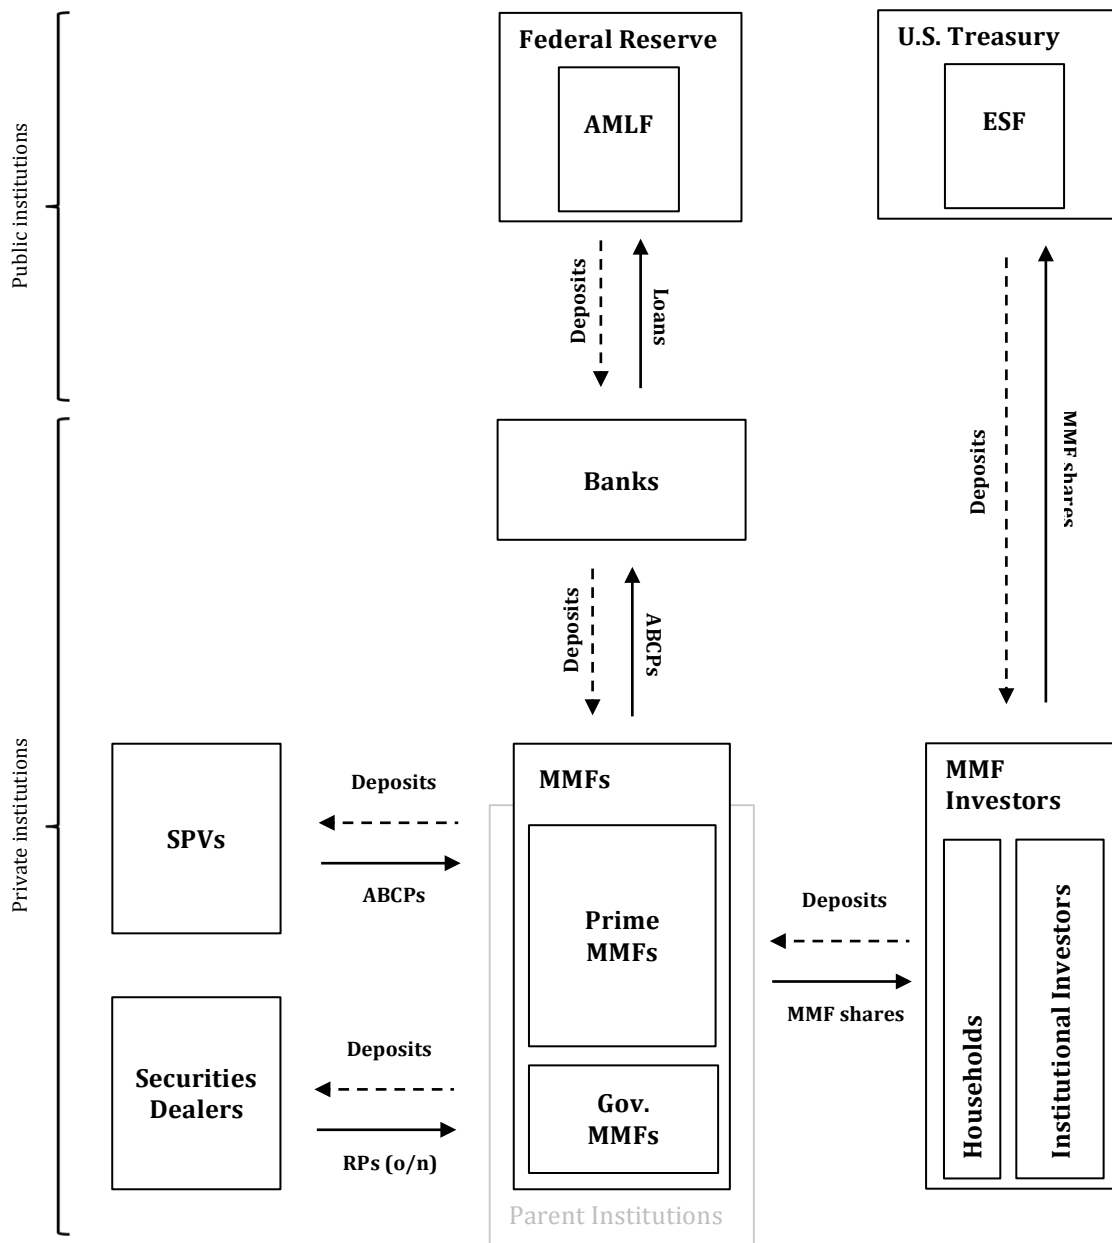 Federal Reserve
AMLF
U.S. Treasury
ESF
Public institutions
Deposits
Loans
Deposits
MMF shares
Banks
Deposits
ABCPs
Private institutions
SPVs
Deposits
ABCPs
MMFs
Prime
MMFs
Gov.
MMFs
Parent Institutions
Deposits
MMF shares
MMF
Investors
Households
Institutional Investors
Securities
Dealers
Deposits
RPs (o/n)